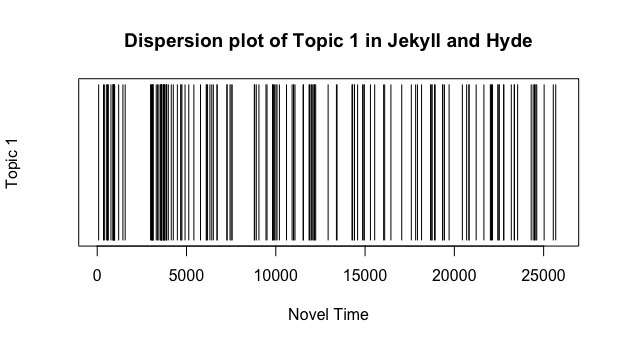 Dispersion plot of Topic 1 in Jekyll and Hyde
Topic 1
0 5000 10000 15000 20000 25000
Novel Time